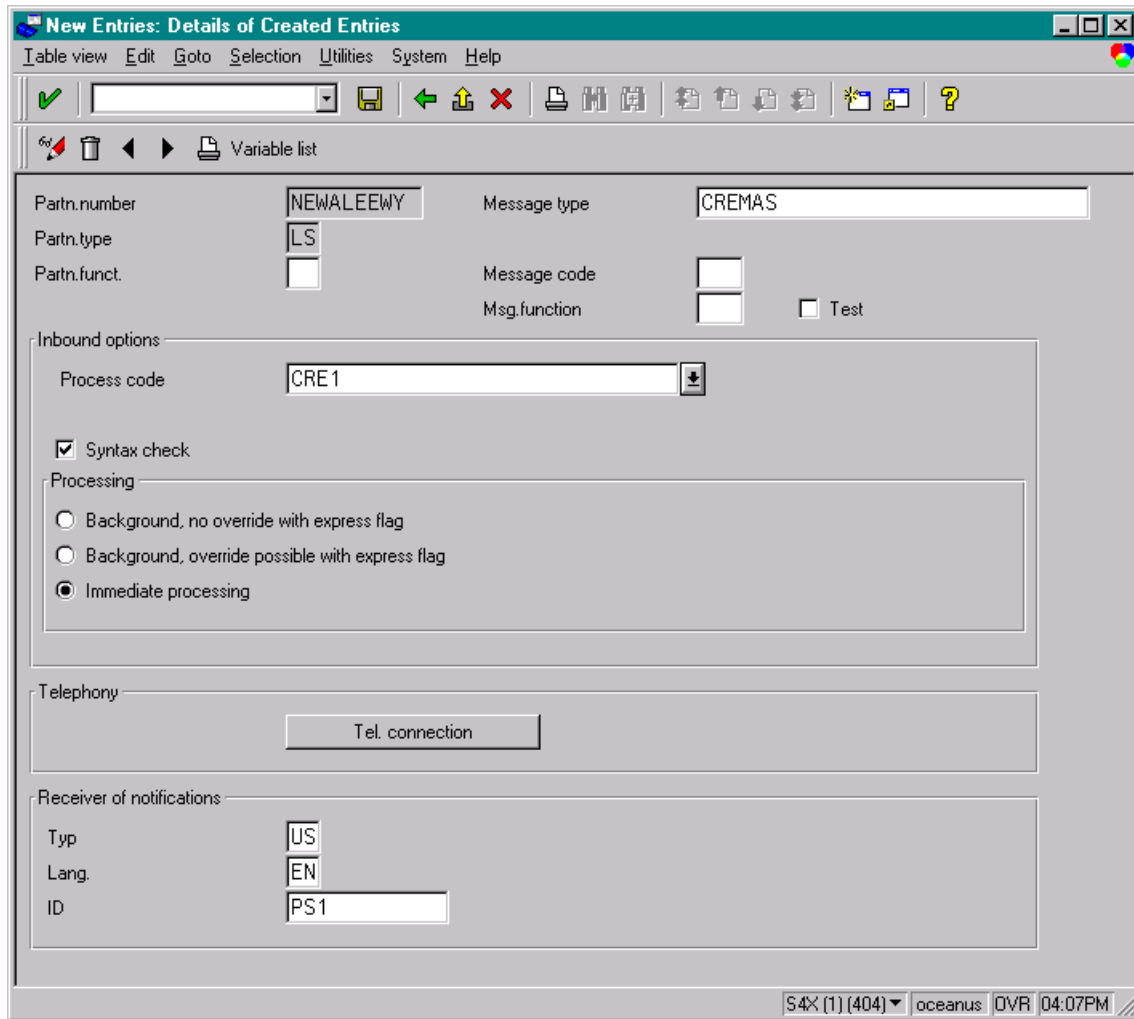 New Entries: Details of Created Entries
Table view Edit Goto Selection Utilities System Help
Variable list
Partn.number NEWALEEWY Message type CREMAS
Partn.type LS
Partn.funct. Message code
Msg.function Test
Inbound options
Process code CRE1
Syntax check
Processing
Background, no override with express flag
Background, override possible with express flag
Immediate processing
Telephony
Tel. connection
Receiver of notifications
Typ US
Lang. EN
ID PS1
S4X (1) (404) oceanus OVR 04:07PM